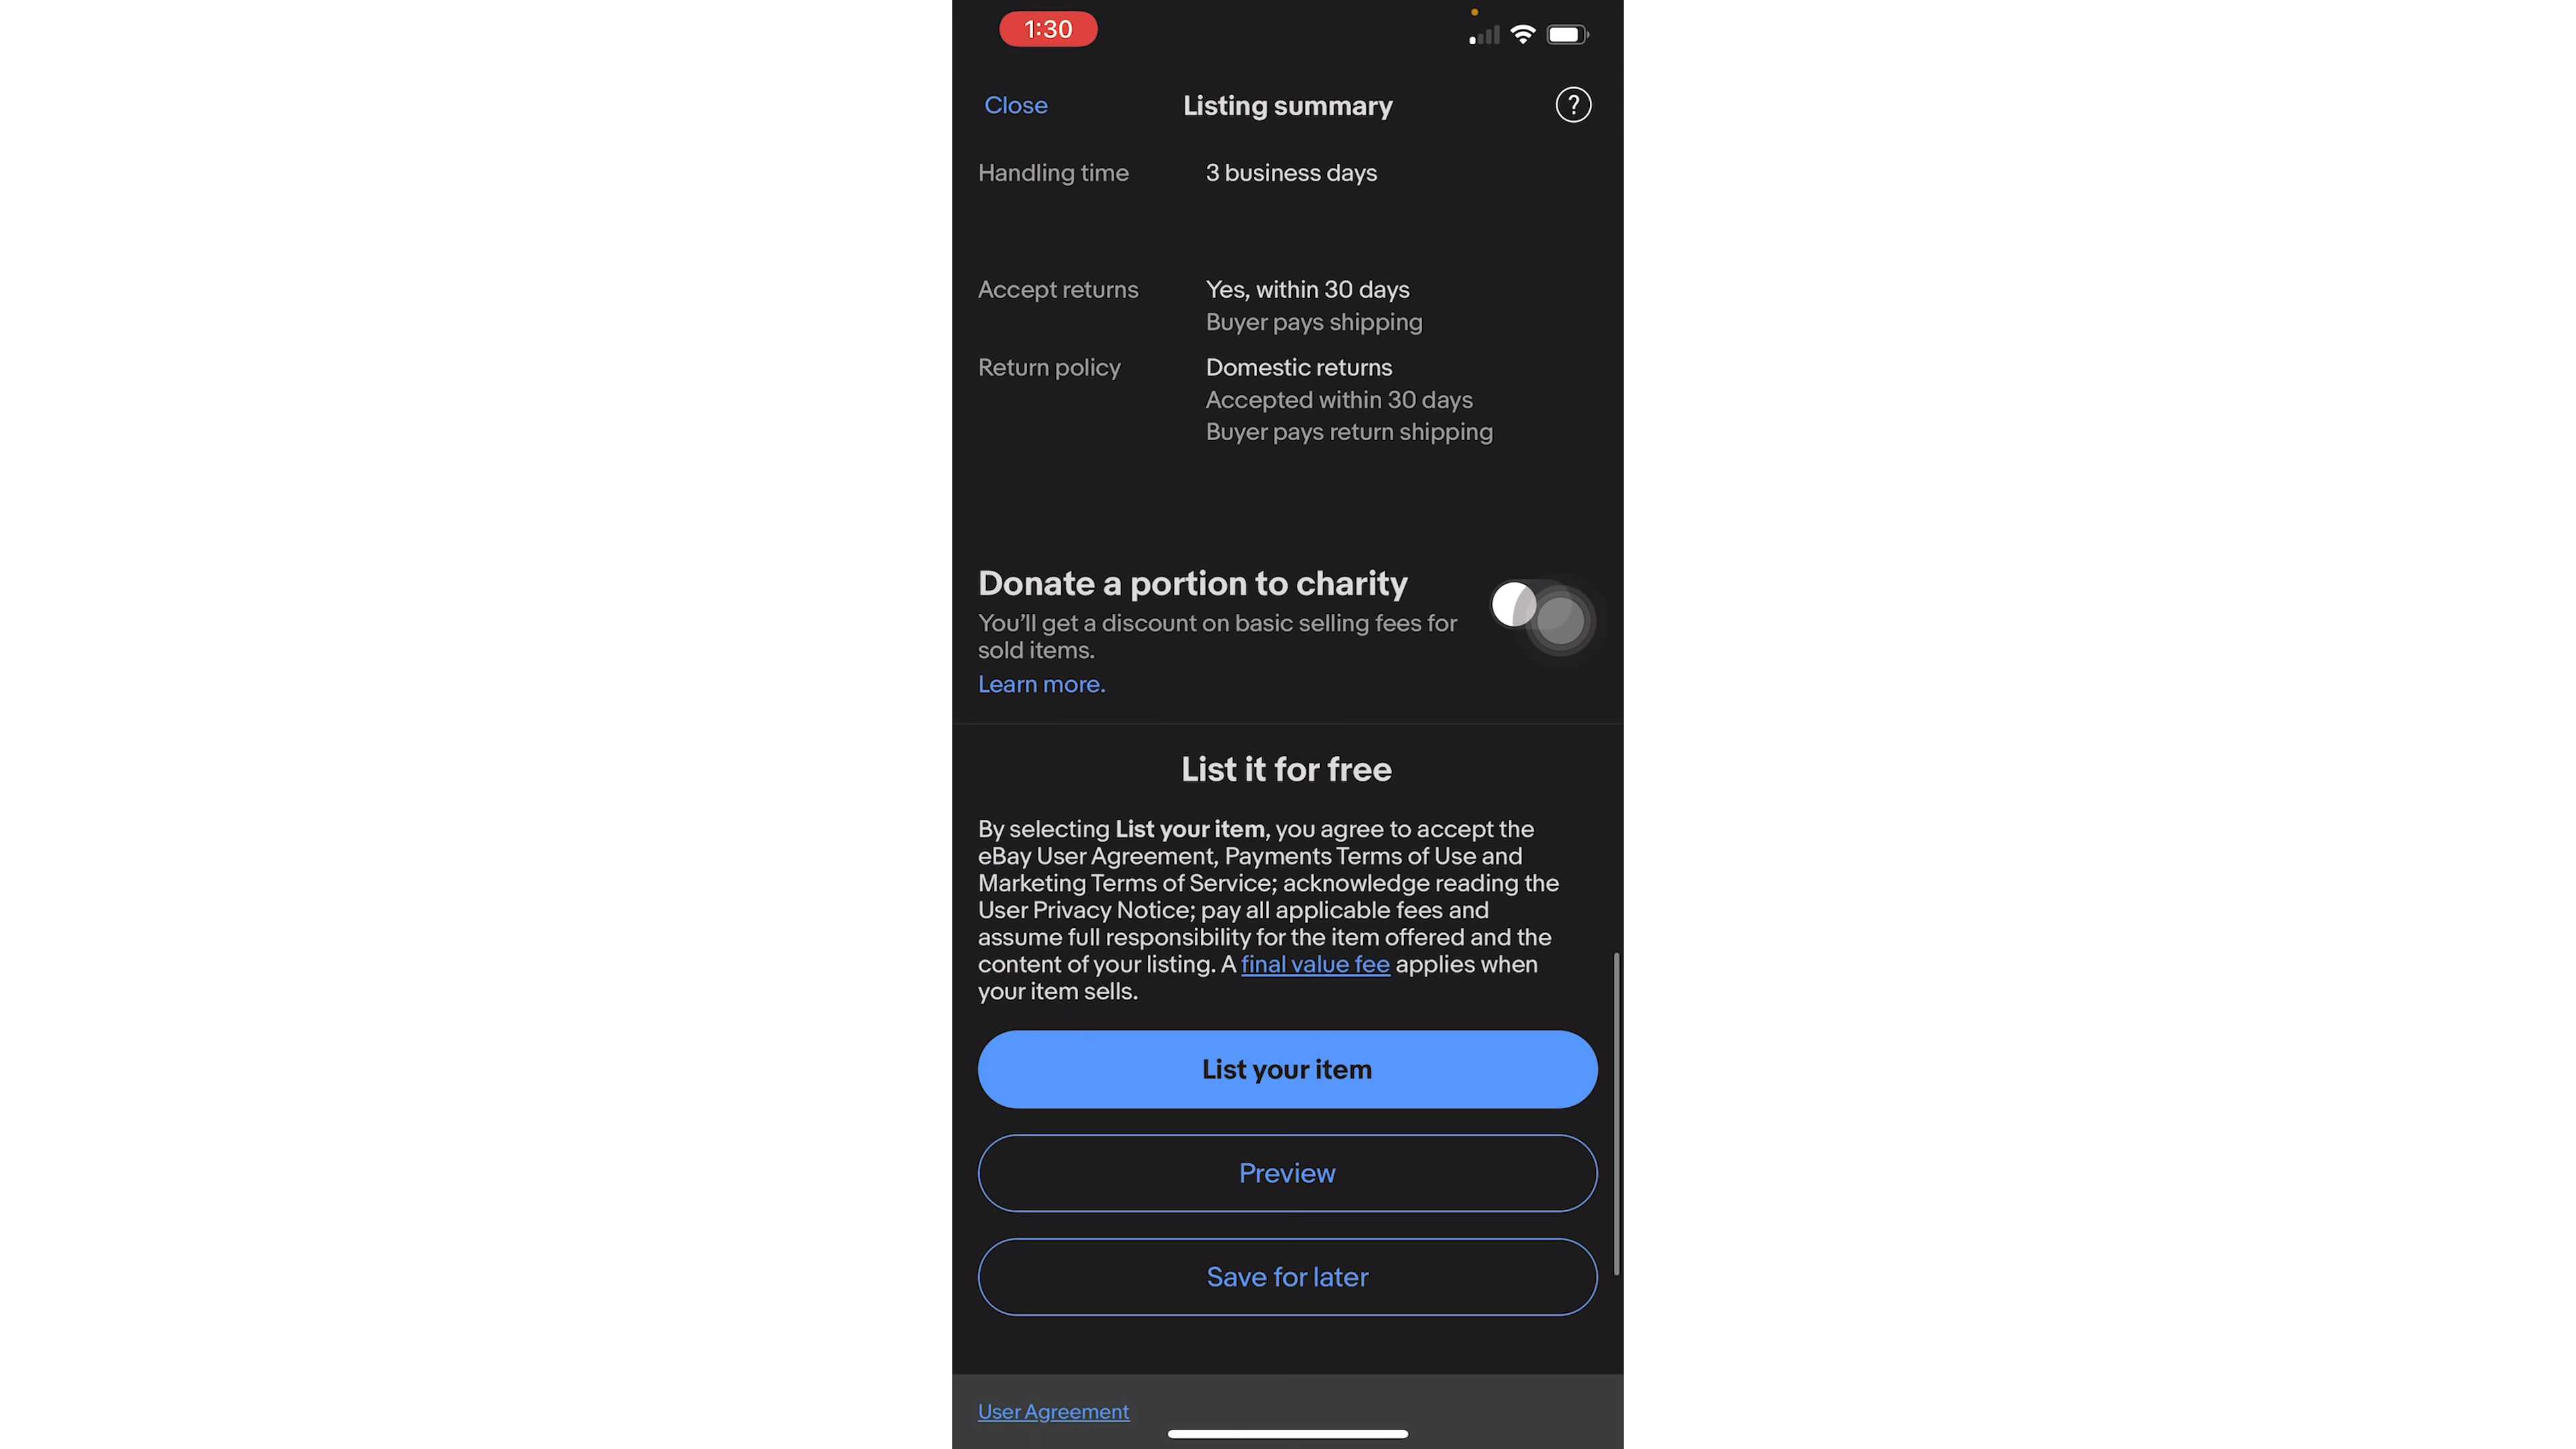 1:30
Close
Listing summary
?
Handling time
3 business days
Accept returns
Yes, within 30 days
Buyer pays shipping
Return policy
Domestic returns
Accepted within 30 days
Buyer pays return shipping
Donate a portion to charity
You’ll get a discount on basic selling fees for
sold items.
Learn more.
List it for free
By selecting List your item, you agree to accept the
eBay User Agreement, Payments Terms of Use and
Marketing Terms of Service; acknowledge reading the
User Privacy Notice; pay all applicable fees and
assume full responsibility for the item offered and the
content of your listing. A final value fee applies when
your item sells.
List your item
Preview
Save for later
User Agreement